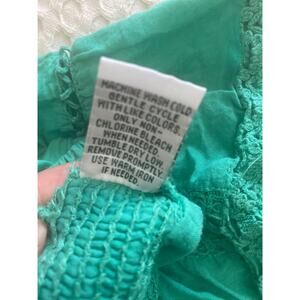 MACHINE WASH COLD
GENTLE CYCLE
WITH LIKE COLORS.
ONLY NON-
CHLORINE BLEACH
WHEN NEEDED
TUMBLE DRY LOW.
REMOVE PROMPTLY.
USE WARM IRON
IF NEEDED.